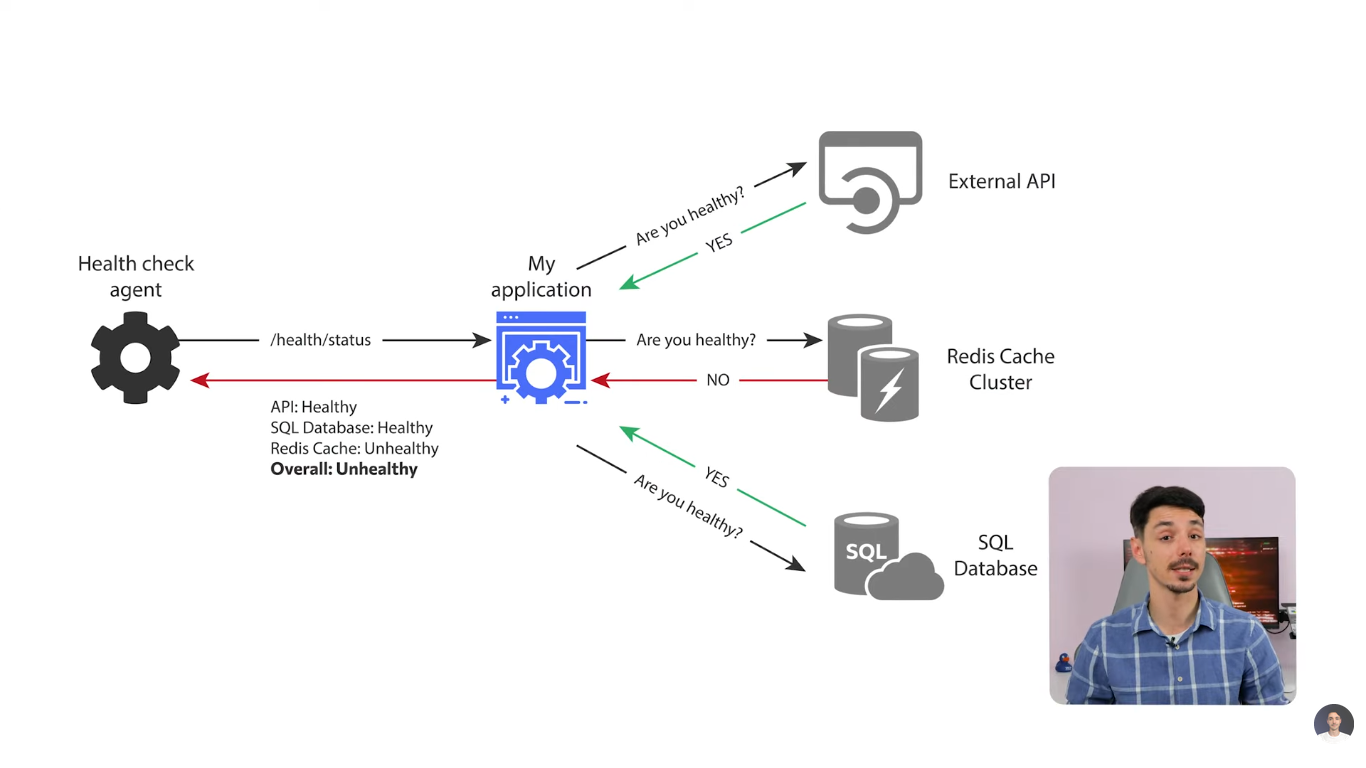 Health check
agent
/health/status
API: Healthy
SQL Database: Healthy
Redis Cache: Unhealthy
Overall: Unhealthy
My
application
Are you healthy?
YES
External API
Are you healthy?
NO
Redis Cache
Cluster
YES
Are you healthy?
SQL
SQL
Database